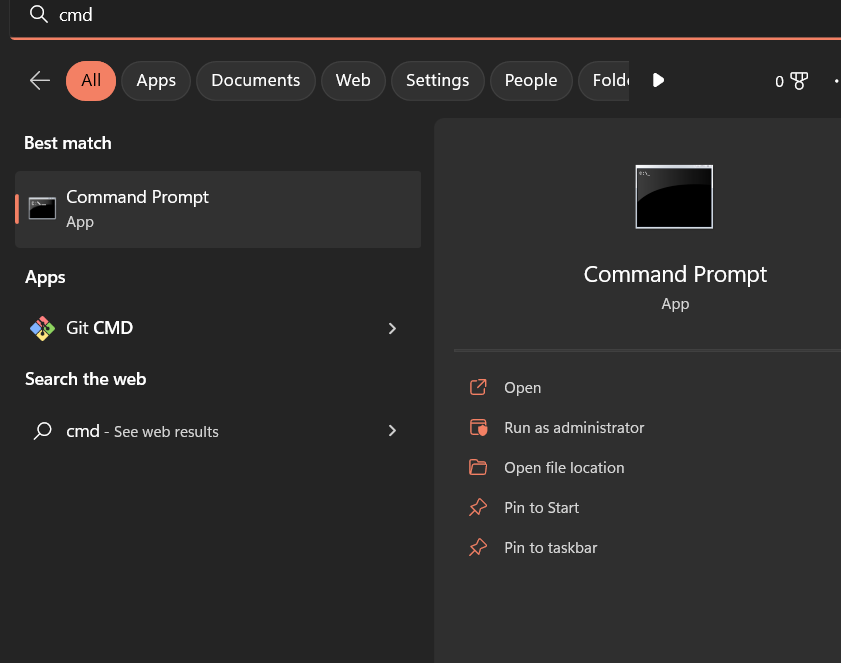 cmd
All Apps Documents Web Settings People Folde 0
Best match
Command Prompt
App
Apps
Git CMD
Search the web
cmd - See web results
Command Prompt
App
Open
Run as administrator
Open file location
Pin to Start
Pin to taskbar